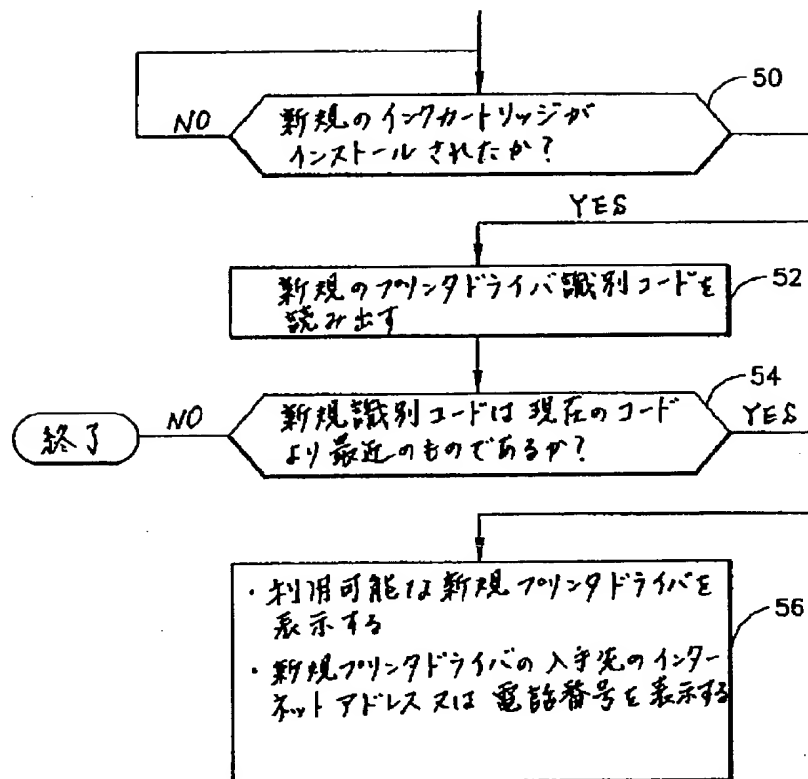 50
新規のインクカートリッジが
インストールされたか?
NO
YES
新規のプリンタドライバ識別コードを
読み出す
52
54
新規識別コードは現在のコード
より最近のものであるか?
NO
YES
終了
・利用可能な新規プリンタドライバを
表示する
・新規プリンタドライバの入手先のインター
ネットアドレス又は電話番号を表示する
56